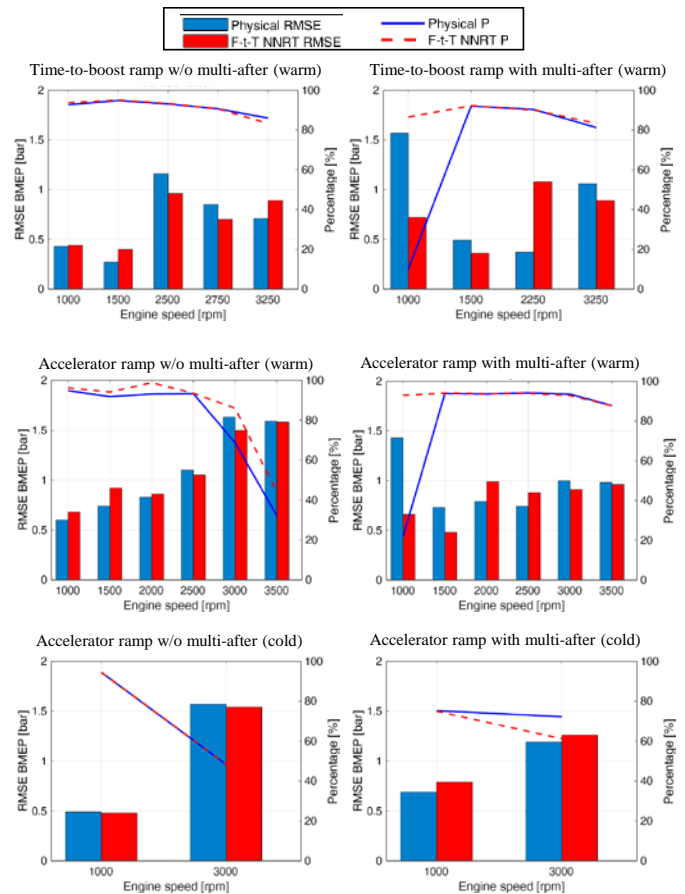 Physical RMSE
Physical P
F-t-T NNRT RMSE
F-t-T NNRT P
Time-to-boost ramp w/o multi-after (warm)
Time-to-boost ramp with multi-after (warm)
RMSE BMEP [bar]
2
1.5
1
0.5
0
100
80
60
40
20
0
Percentage [%]
1000 1500 2500 2750 3250
Engine speed [rpm]
RMSE BMEP [bar]
2
1.5
1
0.5
0
100
80
60
40
20
0
Percentage [%]
1000 1500 2250 3250
Engine speed [rpm]
Accelerator ramp w/o multi-after (warm)
Accelerator ramp with multi-after (warm)
RMSE BMEP [bar]
2
1.5
1
0.5
0
100
80
60
40
20
0
Percentage [%]
1000 1500 2000 2500 3000 3500
Engine speed [rpm]
RMSE BMEP [bar]
2
1.5
1
0.5
0
100
80
60
40
20
0
Percentage [%]
1000 1500 2000 2500 3000 3500
Engine speed [rpm]
Accelerator ramp w/o multi-after (cold)
Accelerator ramp with multi-after (cold)
RMSE BMEP [bar]
2
1.5
1
0.5
0
100
80
60
40
20
0
Percentage [%]
1000 3000
Engine speed [rpm]
RMSE BMEP [bar]
2
1.5
1
0.5
0
100
80
60
40
20
0
Percentage [%]
1000 3000
Engine speed [rpm]